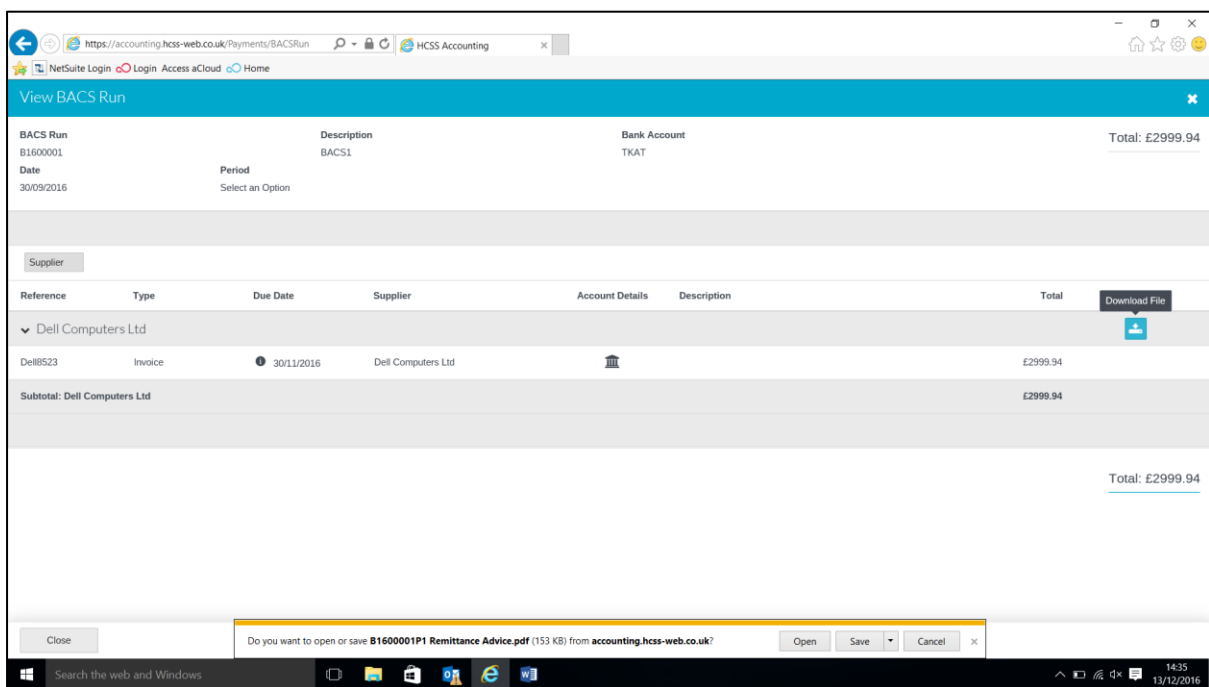 https://accounting.hcss-web.co.uk/Payments/BACSRun
HCSS Accounting
NetSuite Login Login Access aCloud Home
View BACS Run
BACS Run Description Bank Account Total: £2999.94
B1600001 BACS1 TKAT
Date Period
30/09/2016 Select an Option
Supplier
Reference Type Due Date Supplier Account Details Description Total Download File
Dell Computers Ltd
Dell8523 Invoice 30/11/2016 Dell Computers Ltd £2999.94
Subtotal: Dell Computers Ltd £2999.94
Total: £2999.94
Close Do you want to open or save B1600001P1 Remittance Advice.pdf (153 KB) from accounting.hcss-web.co.uk? Open Save Cancel
Search the web and Windows 14:35
13/12/2016